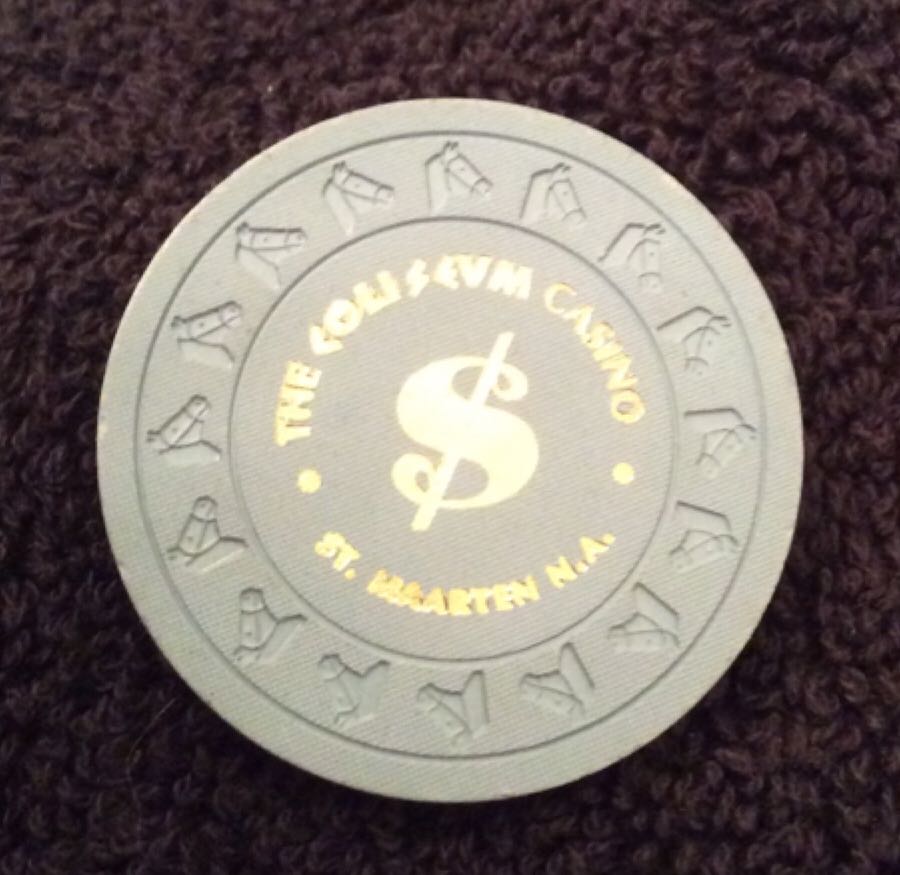 THE COLISEVM CASINO
$
ST. MAARTEN N.A.